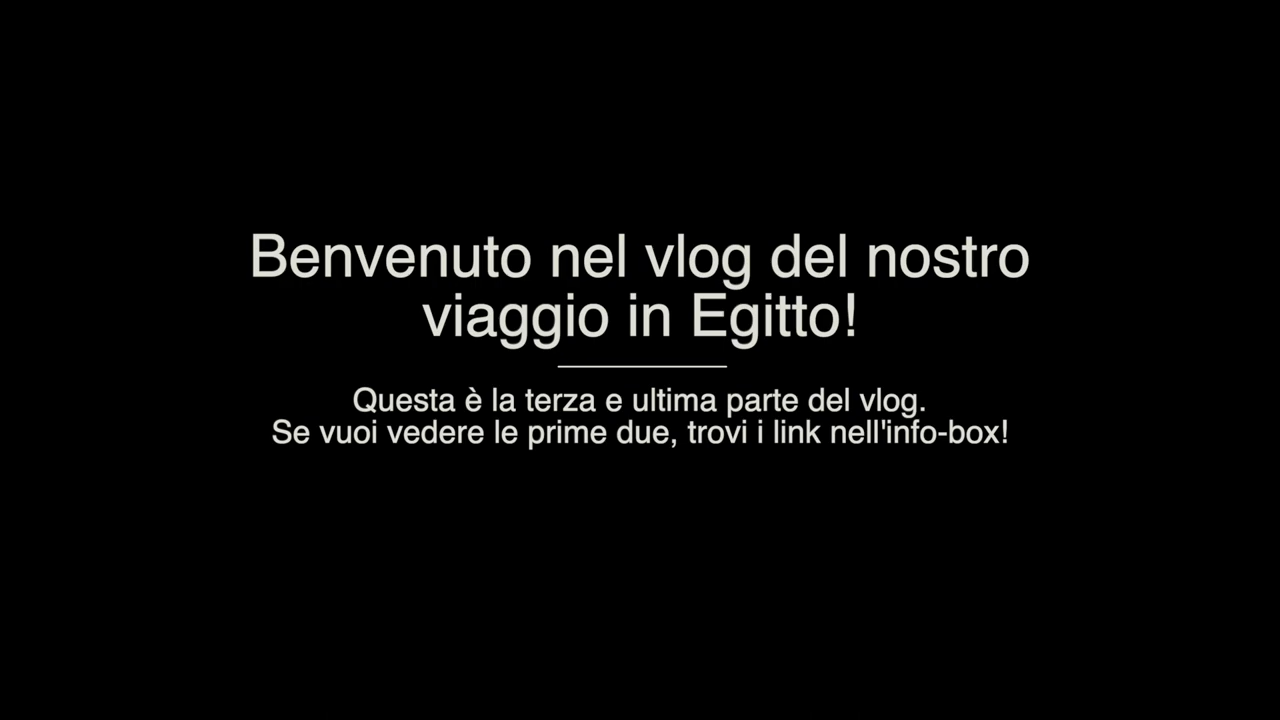 Benvenuto nel vlog del nostro
viaggio in Egitto!
Questa è la terza e ultima parte del vlog.
Se vuoi vedere le prime due, trovi i link nell'info-box!